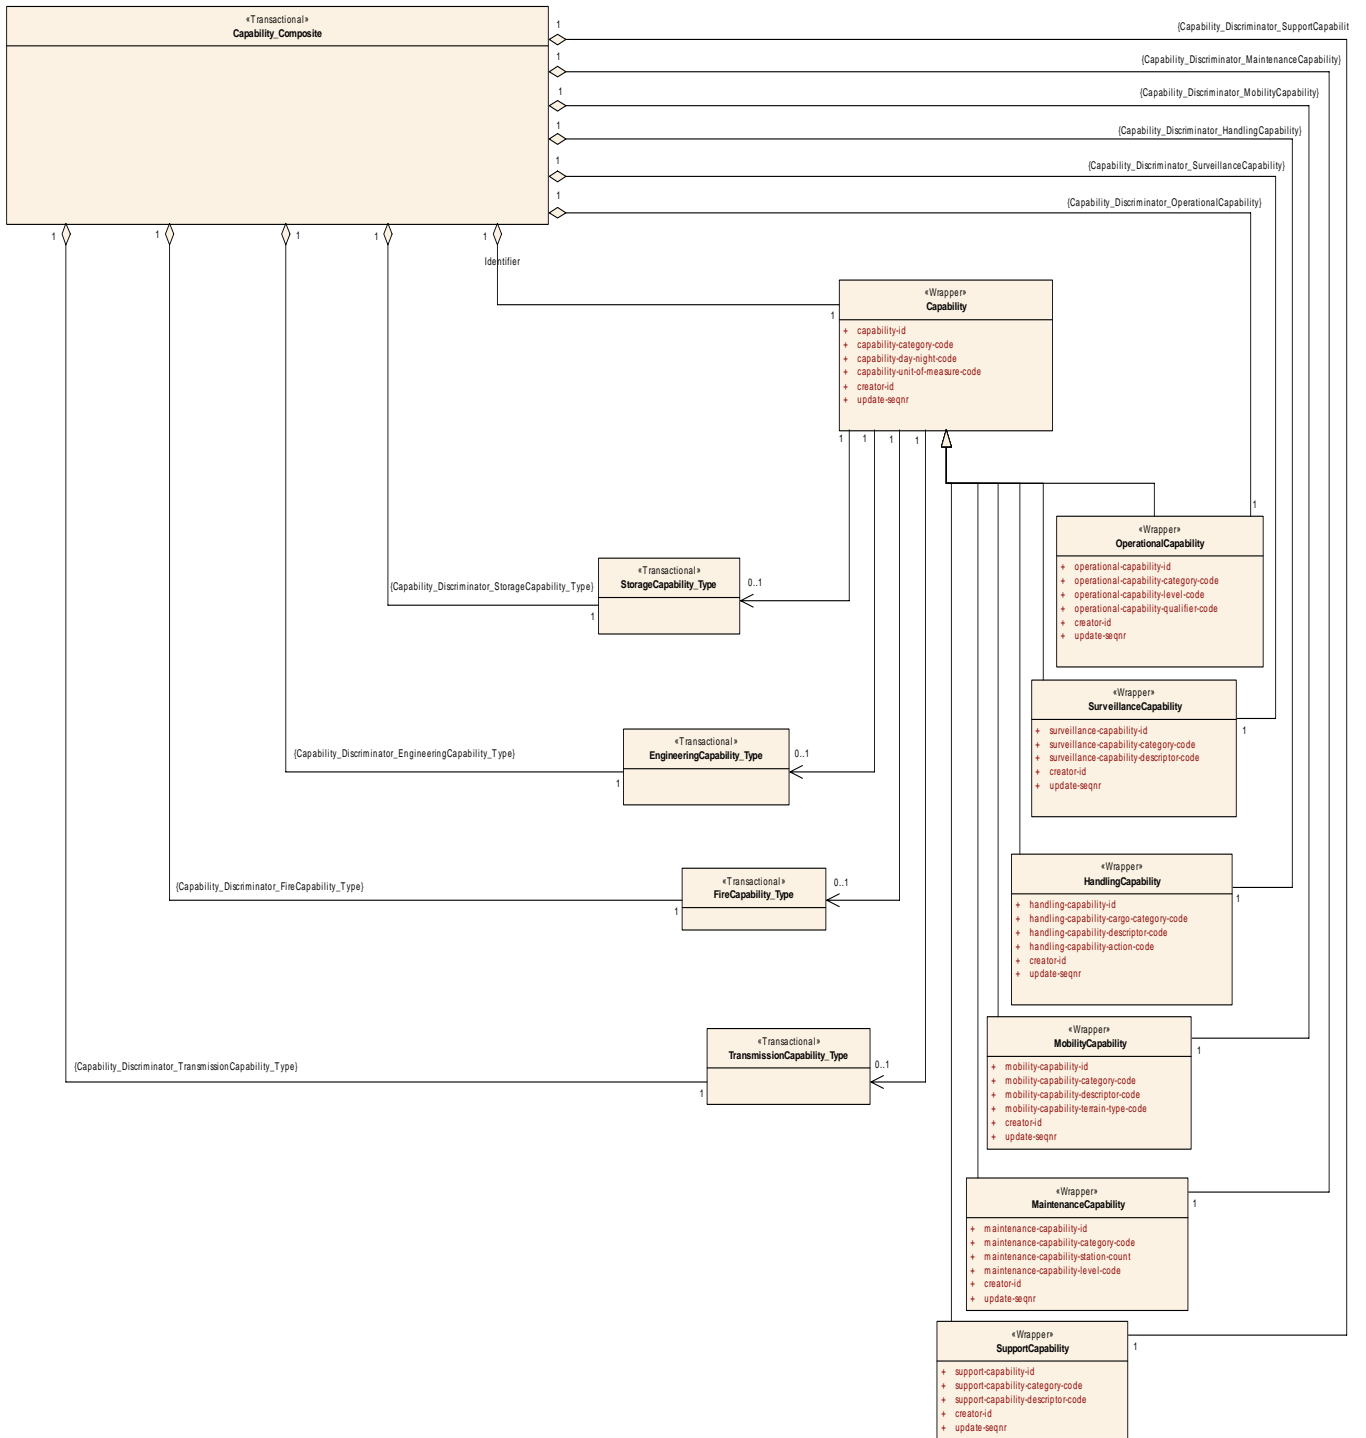 «Transactional»
Capability_Composite
1
{Capability_Discriminator_SupportCapabilit
1
{Capability_Discriminator_MaintenanceCapability}
1
{Capability_Discriminator_MobilityCapability}
1
{Capability_Discriminator_HandlingCapability}
1
{Capability_Discriminator_SurveillanceCapability}
1
{Capability_Discriminator_OperationalCapability}
1
1
1
1
1
Identifier
«Wrapper»
Capability
1
+ capability-id
+ capability-category-code
+ capability-day-night-code
+ capability-unit-of-measure-code
+ creator-id
+ update-seqnr
1
1
1
1
1
«Wrapper»
OperationalCapability
+ operational-capability-id
+ operational-capability-category-code
+ operational-capability-level-code
+ operational-capability-qualifier-code
+ creator-id
+ update-seqnr
«Transactional»
StorageCapability_Type
0..1
{Capability_Discriminator_StorageCapability_Type}
1
«Wrapper»
SurveillanceCapability
1
+ surveillance-capability-id
+ surveillance-capability-category-code
+ surveillance-capability-descriptor-code
+ creator-id
+ update-seqnr
«Transactional»
EngineeringCapability_Type
0..1
{Capability_Discriminator_EngineeringCapability_Type}
1
«Wrapper»
HandlingCapability
1
+ handling-capability-id
+ handling-capability-cargo-category-code
+ handling-capability-descriptor-code
+ handling-capability-action-code
+ creator-id
+ update-seqnr
«Transactional»
FireCapability_Type
0..1
{Capability_Discriminator_FireCapability_Type}
1
«Wrapper»
MobilityCapability
1
+ mobility-capability-id
+ mobility-capability-category-code
+ mobility-capability-descriptor-code
+ mobility-capability-terrain-type-code
+ creator-id
+ update-seqnr
«Transactional»
TransmissionCapability_Type
0..1
{Capability_Discriminator_TransmissionCapability_Type}
1
«Wrapper»
MaintenanceCapability
1
+ maintenance-capability-id
+ maintenance-capability-category-code
+ maintenance-capability-station-count
+ maintenance-capability-level-code
+ creator-id
+ update-seqnr
«Wrapper»
SupportCapability
1
+ support-capability-id
+ support-capability-category-code
+ support-capability-descriptor-code
+ creator-id
+ update-seqnr